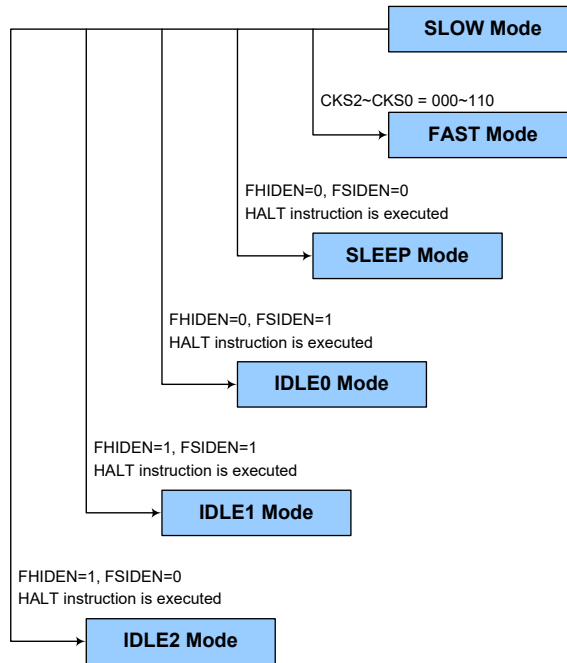 SLOW Mode
CKS2~CKS0 = 000~110
FAST Mode
FHIDEN=0, FSIDEN=0
HALT instruction is executed
SLEEP Mode
FHIDEN=0, FSIDEN=1
HALT instruction is executed
IDLE0 Mode
FHIDEN=1, FSIDEN=1
HALT instruction is executed
IDLE1 Mode
FHIDEN=1, FSIDEN=0
HALT instruction is executed
IDLE2 Mode